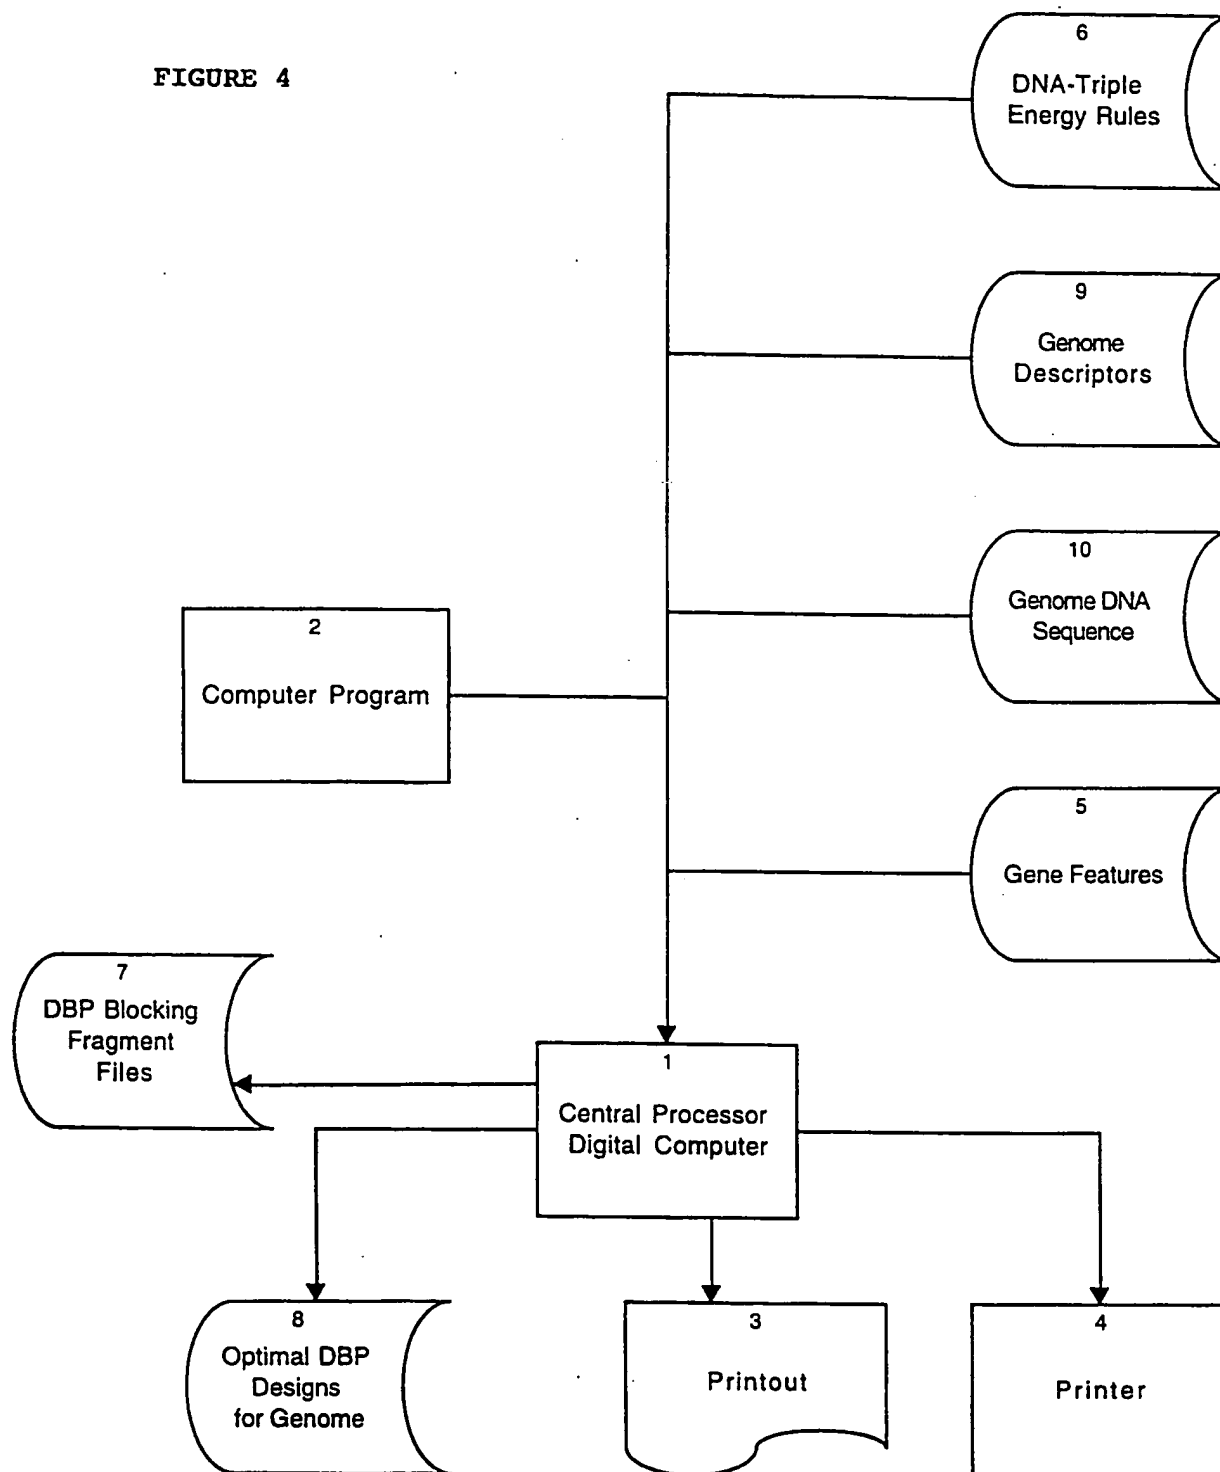 FIGURE 4
6
DNA-Triple
Energy Rules
9
Genome
Descriptors
10
Genome DNA
Sequence
2
Computer Program
5
Gene Features
7
DBP Blocking
Fragment
Files
1
Central Processor
Digital Computer
8
Optimal DBP
Designs
for Genome
3
Printout
4
Printer